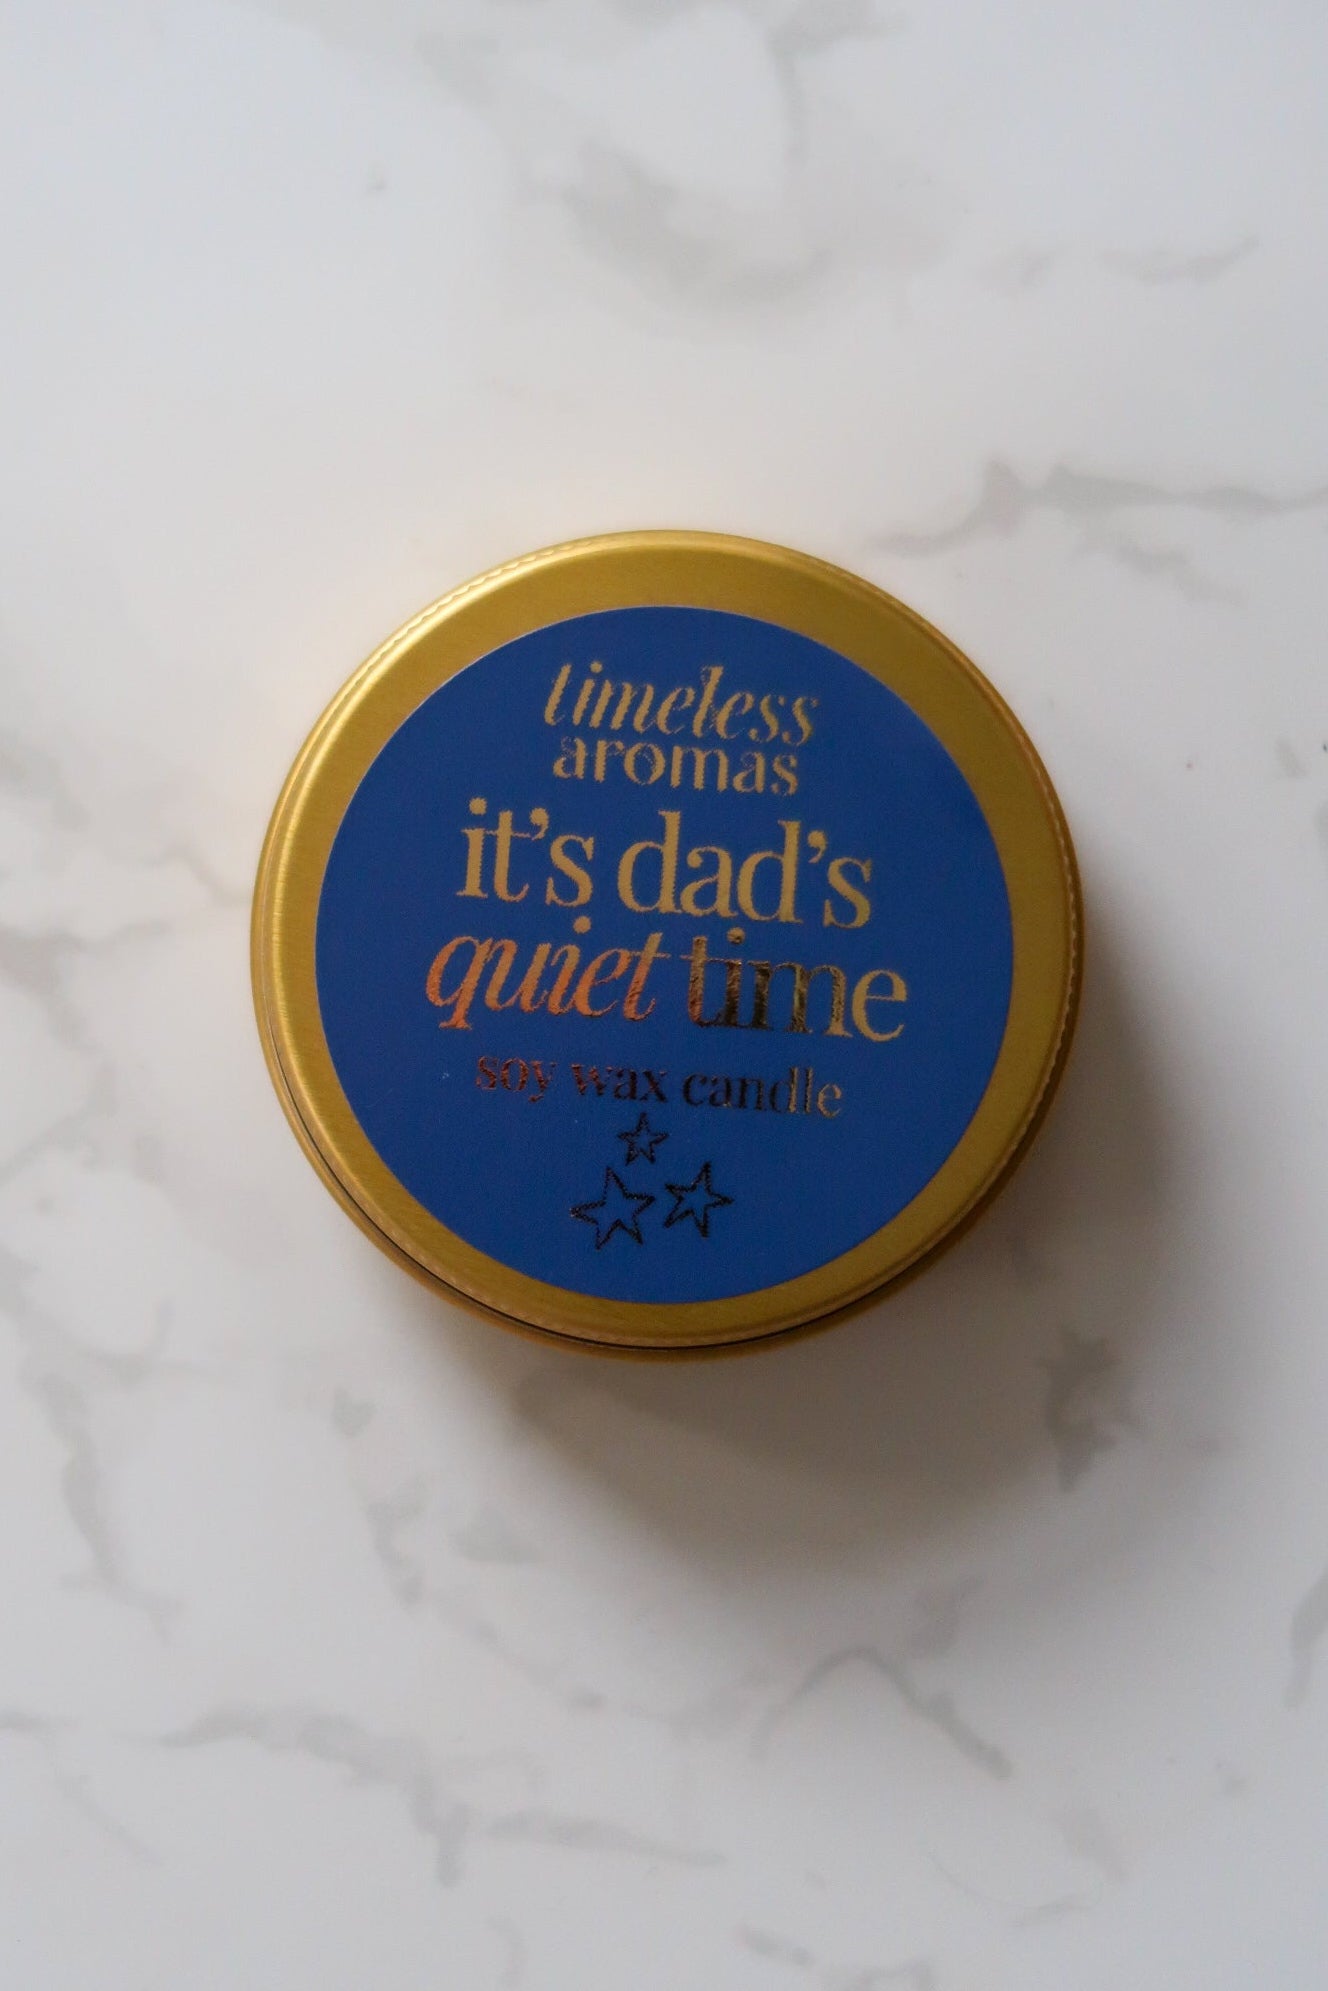 timeless
aromas
it's dad's
quiet time
soy wax candle